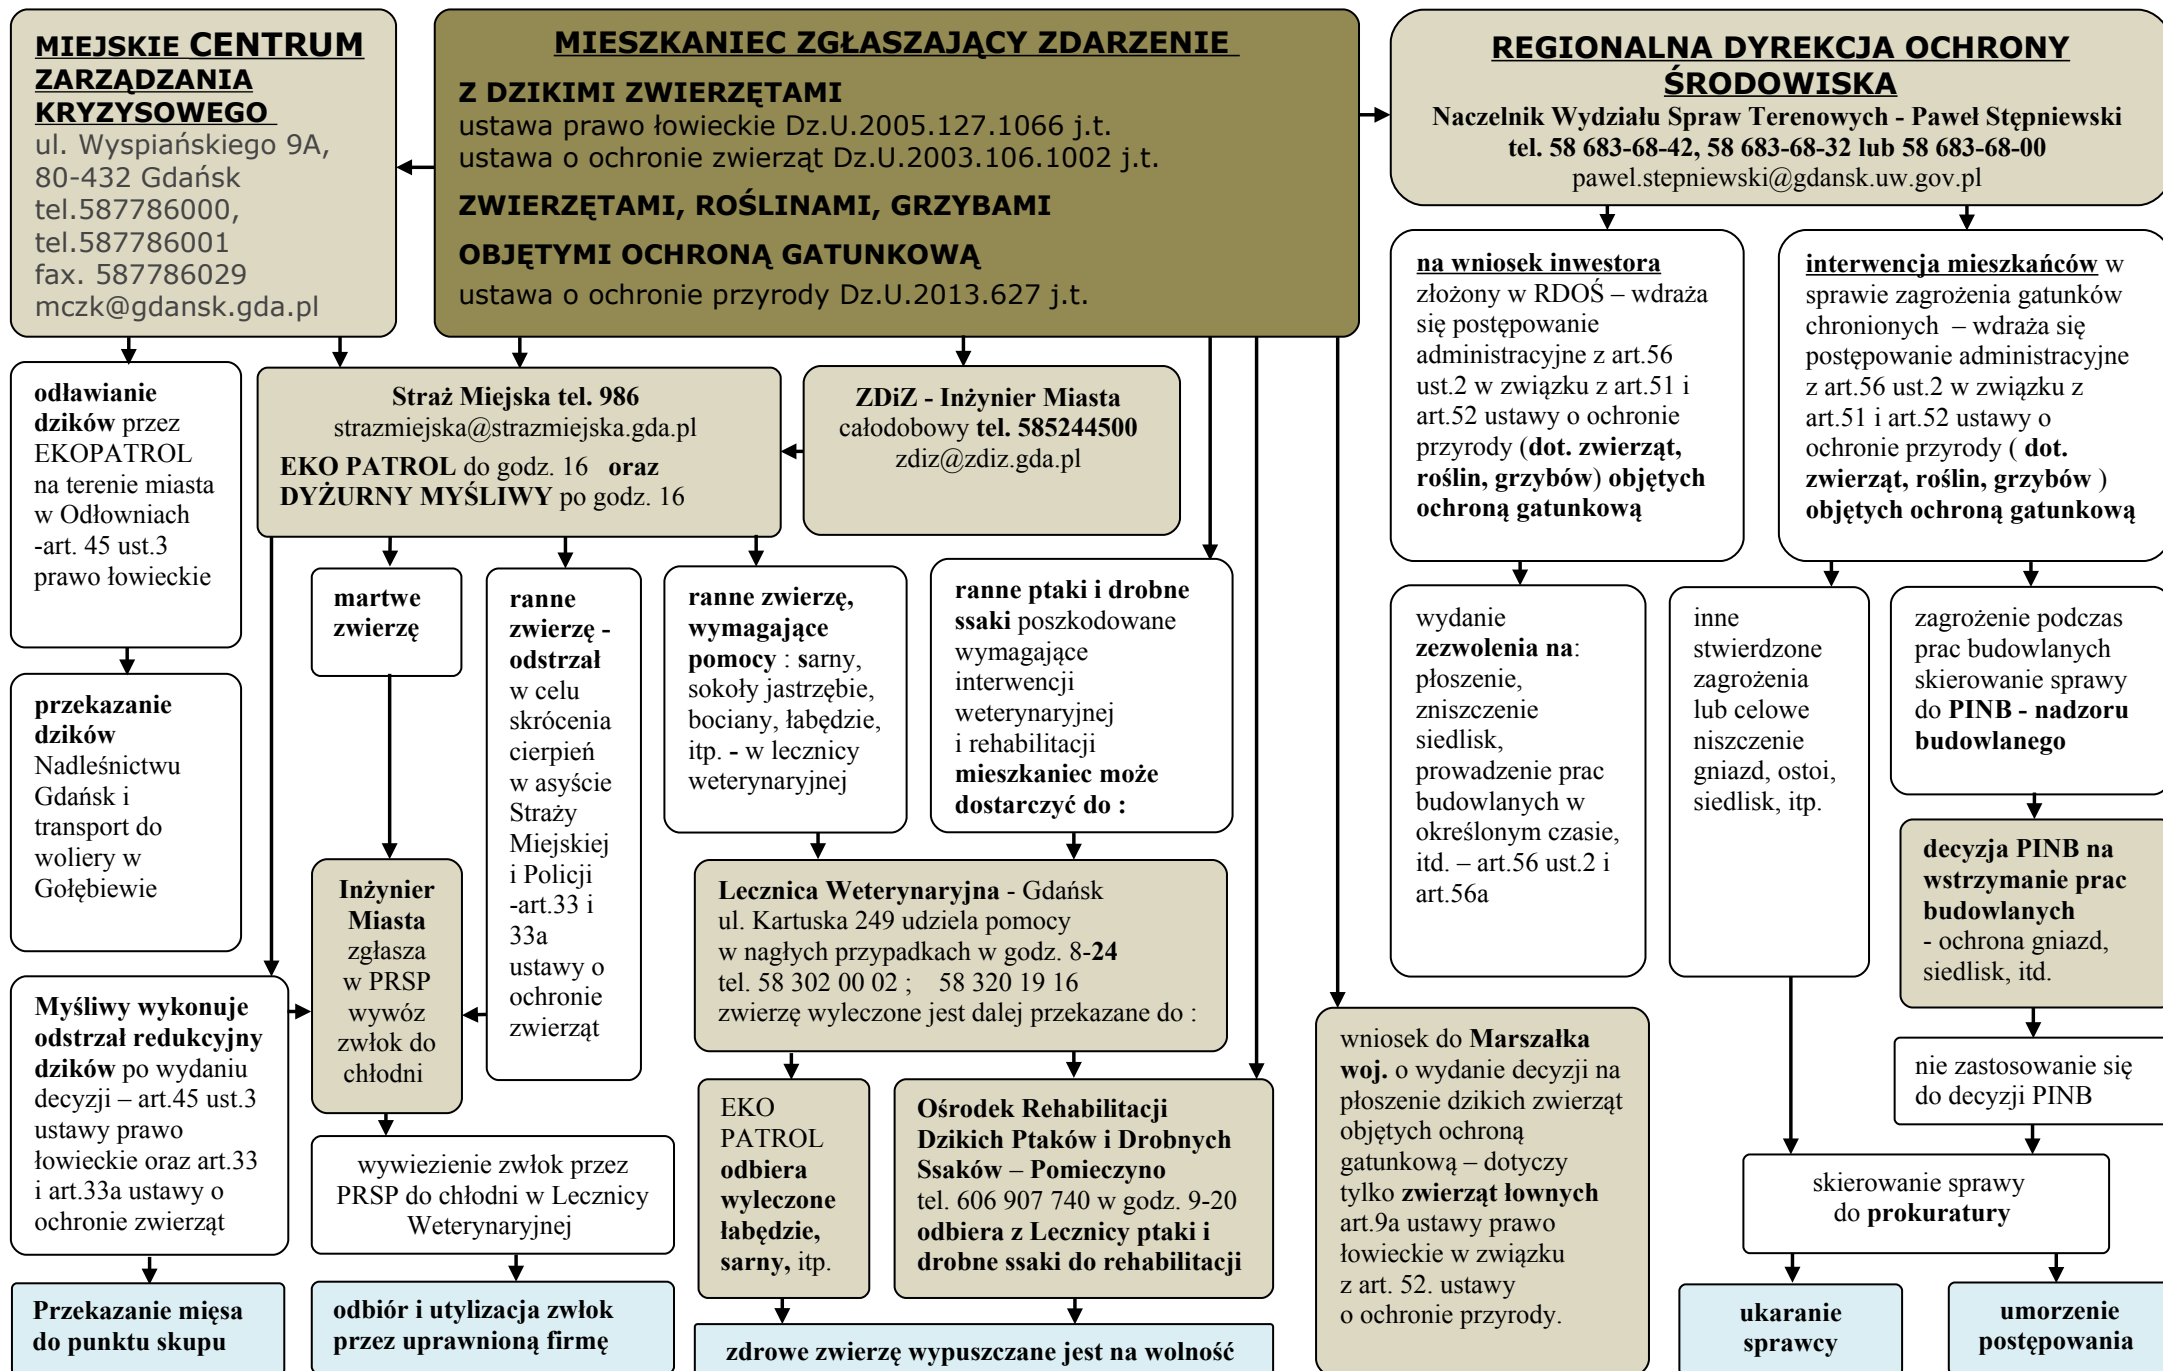 MIEJSKIE CENTRUM
ZARZĄDZANIA
KRYZYSOWEGO
ul. Wyspiańskiego 9A,
80-432 Gdańsk
tel.587786000,
tel.587786001
fax. 587786029
mczk@gdansk.gda.pl
MIESZKANIEC ZGŁASZAJĄCY ZDARZENIE
Z DZIKIMI ZWIERZĘTAMI
ustawa prawo łowieckie Dz.U.2005.127.1066 j.t.
ustawa o ochronie zwierząt Dz.U.2003.106.1002 j.t.
ZWIERZĘTAMI, ROŚLINAMI, GRZYBAMI
OBJĘTYMI OCHRONĄ GATUNKOWĄ
ustawa o ochronie przyrody Dz.U.2013.627 j.t.
REGIONALNA DYREKCJA OCHRONY
ŚRODOWISKA
Naczelnik Wydziału Spraw Terenowych - Paweł Stępniewski
tel. 58 683-68-42, 58 683-68-32 lub 58 683-68-00
pawel.stepniewski@gdansk.uw.gov.pl
odławianie
dzików przez
EKOPATROL
na terenie miasta
w Odłowniach
-art. 45 ust.3
prawo łowieckie
Straż Miejska tel. 986
strazmiejska@strazmiejska.gda.pl
EKO PATROL do godz. 16 oraz
DYŻURNY MYŚLIWY po godz. 16
ZDiZ - Inżynier Miasta
całodobowy tel. 585244500
zdiz@zdiz.gda.pl
na wniosek inwestora
złożony w RDOŚ – wdraża
się postępowanie
administracyjne z art.56
ust.2 w związku z art.51 i
art.52 ustawy o ochronie
przyrody (dot. zwierząt,
roślin, grzybów) objętych
ochroną gatunkową
interwencja mieszkańców w
sprawie zagrożenia gatunków
chronionych – wdraża się
postępowanie administracyjne
z art.56 ust.2 w związku z
art.51 i art.52 ustawy o
ochronie przyrody ( dot.
zwierząt, roślin, grzybów )
objętych ochroną gatunkową
przekazanie
dzików
Nadleśnictwu
Gdańsk i
transport do
woliery w
Gołębiewie
martwe
zwierzę
ranne
zwierzę -
odstrzał
w celu
skrócenia
cierpień
w asyście
Straży
Miejskiej
i Policji
-art.33 i
33a
ustawy o
ochronie
zwierząt
ranne zwierzę,
wymagające
pomocy : sarny,
sokoły jastrzębie,
bociany, łabędzie,
itp. - w lecznicy
weterynaryjnej
ranne ptaki i drobne
ssaki poszkodowane
wymagające
interwencji
weterynaryjnej
i rehabilitacji
mieszkaniec może
dostarczyć do :
wydanie
zezwolenia na:
płoszenie,
zniszczenie
siedlisk,
prowadzenie prac
budowlanych w
określonym czasie,
itd. – art.56 ust.2 i
art.56a
inne
stwierdzone
zagrożenia
lub celowe
niszczenie
gniazd, ostoi,
siedlisk, itp.
zagrożenie podczas
prac budowlanych
skierowanie sprawy
do PINB - nadzoru
budowlanego
Inżynier
Miasta
zgłasza
w PRSP
wywóz
zwłok do
chłodni
Lecznica Weterynaryjna - Gdańsk
ul. Kartuska 249 udziela pomocy
w nagłych przypadkach w godz. 8-24
tel. 58 302 00 02 ; 58 320 19 16
zwierzę wyleczone jest dalej przekazane do :
decyzja PINB na
wstrzymanie prac
budowlanych
- ochrona gniazd,
siedlisk, itd.
Myśliwy wykonuje
odstrzał redukcyjny
dzików po wydaniu
decyzji – art.45 ust.3
ustawy prawo
łowieckie oraz art.33
i art.33a ustawy o
ochronie zwierząt
wywiezienie zwłok przez
PRSP do chłodni w Lecznicy
Weterynaryjnej
EKO
PATROL
odbiera
wyleczone
łabędzie,
sarny, itp.
Ośrodek Rehabilitacji
Dzikich Ptaków i Drobnych
Ssaków – Pomieczyno
tel. 606 907 740 w godz. 9-20
odbiera z Lecznicy ptaki i
drobne ssaki do rehabilitacji
wniosek do Marszałka
woj. o wydanie decyzji na
płoszenie dzikich zwierząt
objętych ochroną
gatunkową – dotyczy
tylko zwierząt łownych
art.9a ustawy prawo
łowieckie w związku
z art. 52. ustawy
o ochronie przyrody.
nie zastosowanie się
do decyzji PINB
skierowanie sprawy
do prokuratury
Przekazanie mięsa
do punktu skupu
odbiór i utylizacja zwłok
przez uprawnioną firmę
zdrowe zwierzę wypuszczane jest na wolność
ukaranie
sprawcy
umorzenie
postępowania